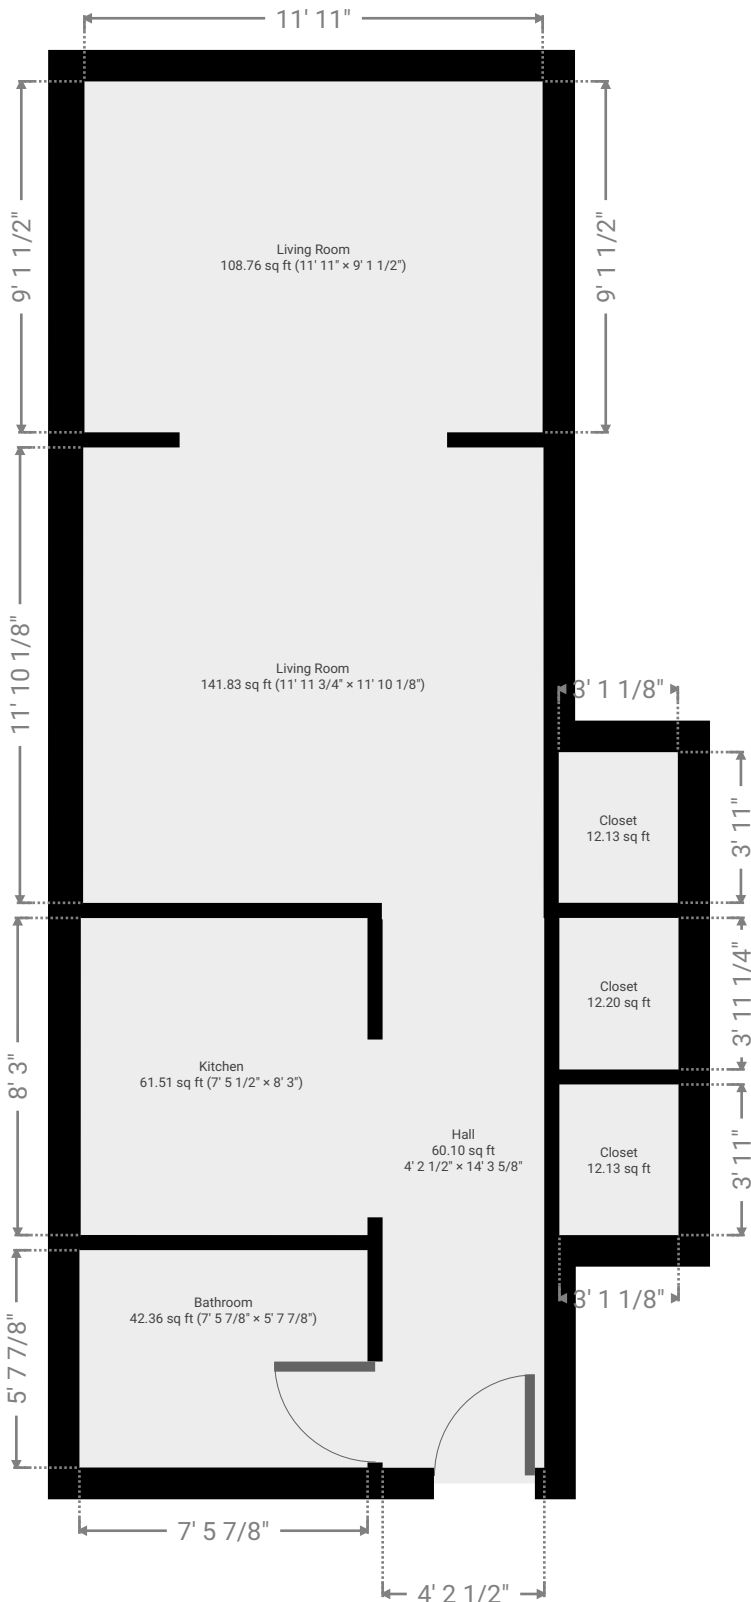 11' 11"
9' 1 1/2"
9' 1 1/2"
Living Room
108.76 sq ft (11' 11" × 9' 1 1/2")
11' 10 1/8"
Living Room
141.83 sq ft (11' 11 3/4" × 11' 10 1/8")
3' 1 1/8"
Closet
12.13 sq ft
3' 11"
Closet
12.20 sq ft
3' 11 1/4"
8' 3"
Kitchen
61.51 sq ft (7' 5 1/2" × 8' 3")
Hall
60.10 sq ft
4' 2 1/2" × 14' 3 5/8"
Closet
12.13 sq ft
3' 11"
3' 1 1/8"
Bathroom
42.36 sq ft (7' 5 7/8" × 5' 7 7/8")
5' 7 7/8"
7' 5 7/8"
4' 2 1/2"